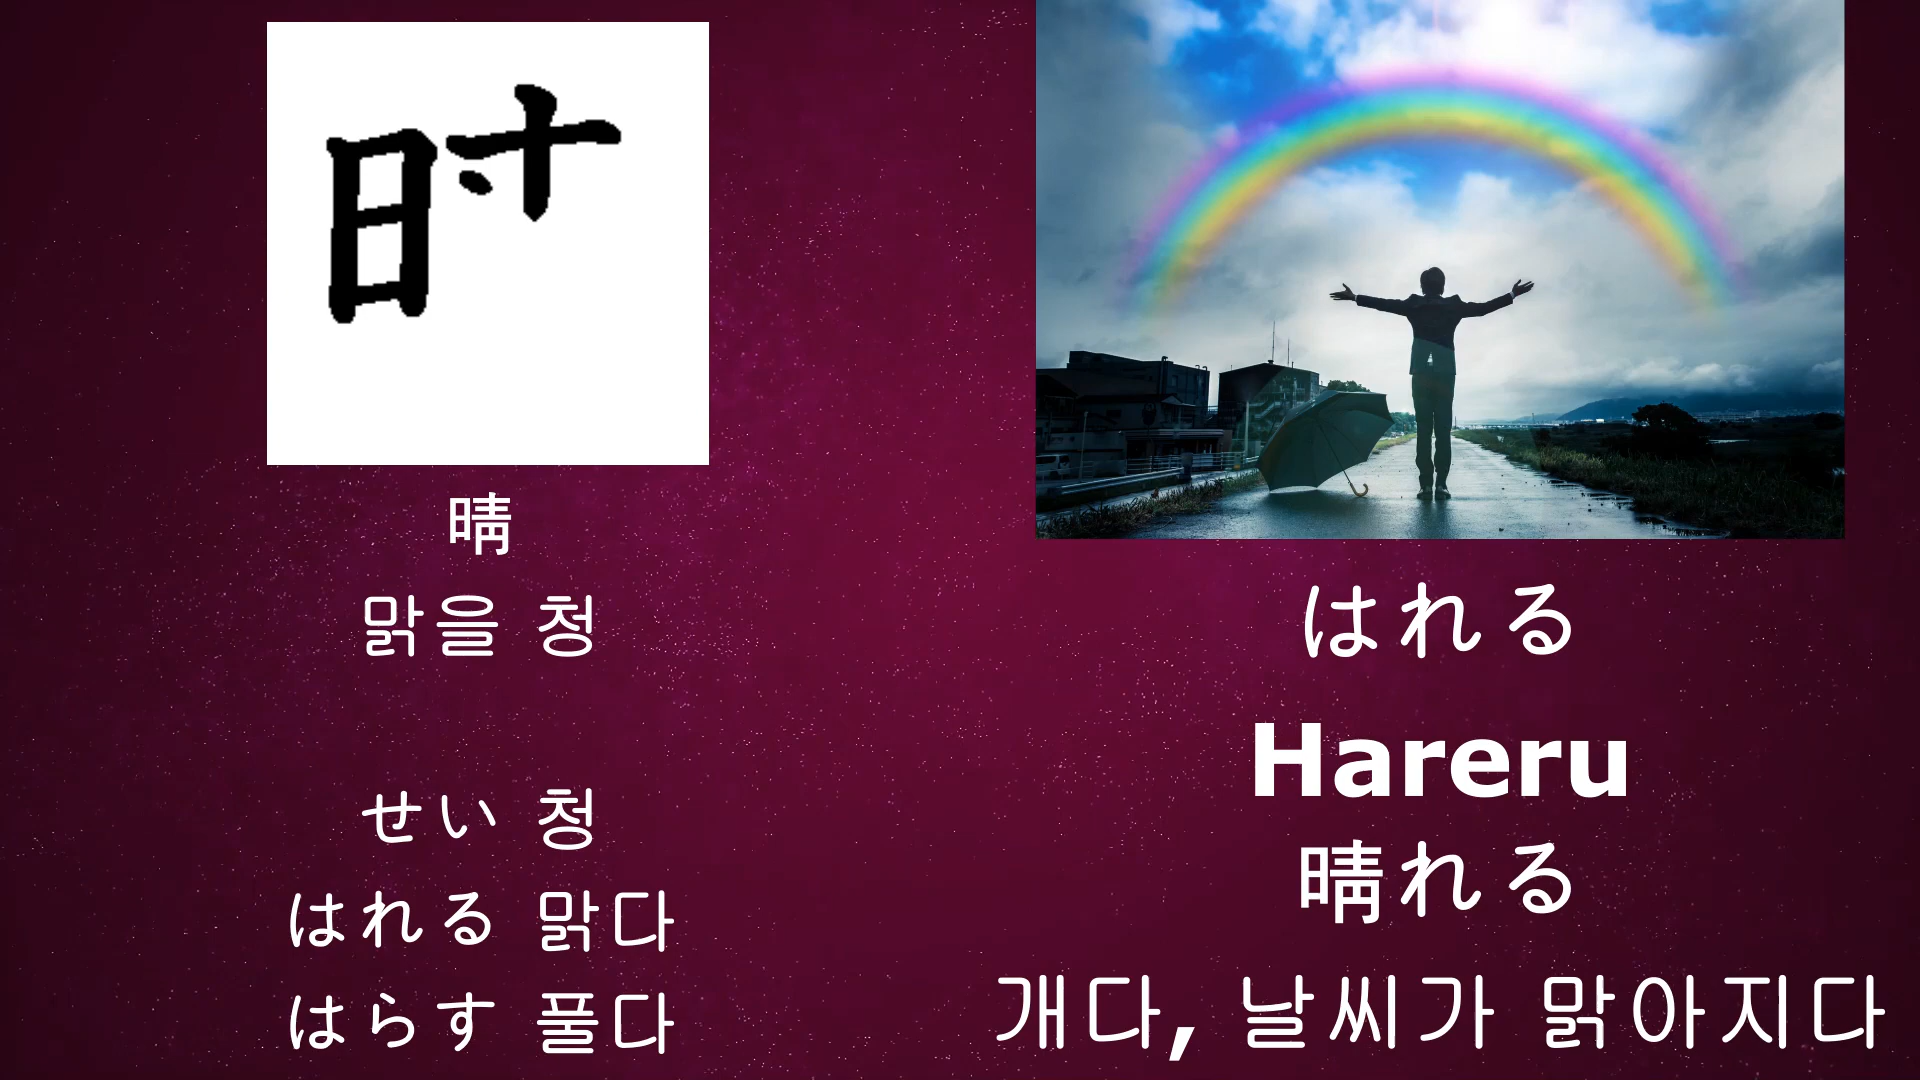 晴
맑을 청
せい 청
はれる 맑다
はらす 풀다
はれる
Hareru
晴れる
개다, 날씨가 맑아지다